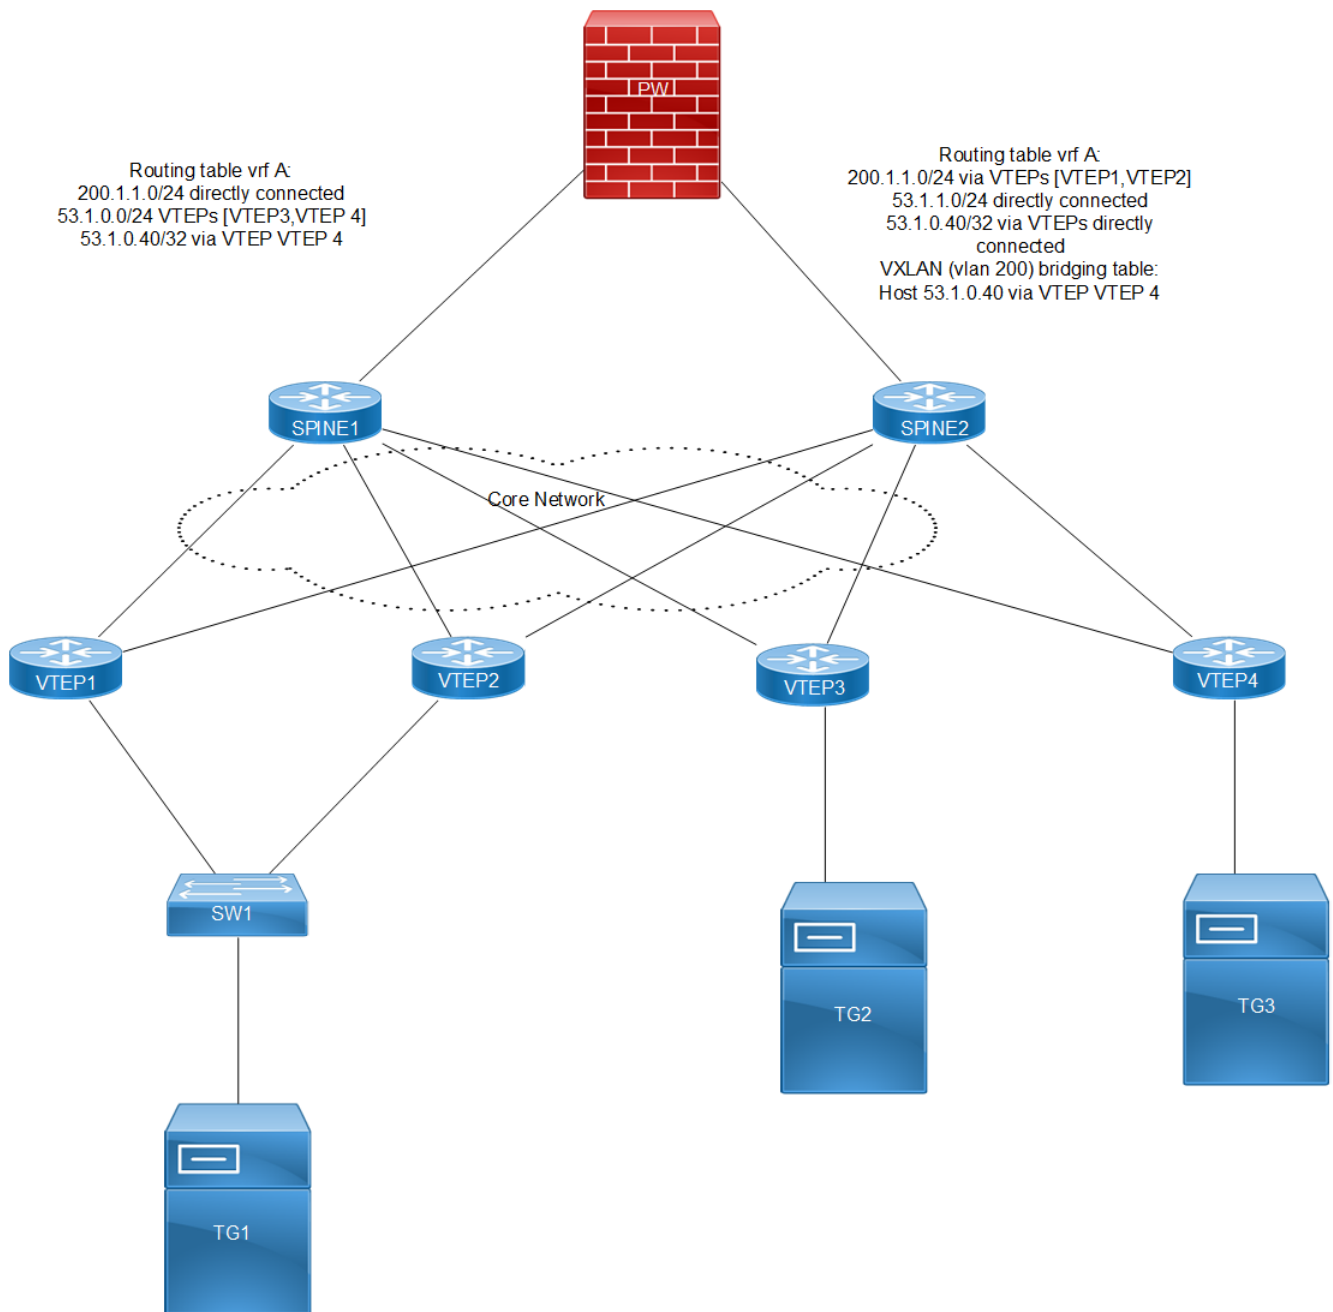 PW
Routing table vrf A:
200.1.1.0/24 directly connected
53.1.0.0/24 VTEPs [VTEP3,VTEP 4]
53.1.0.40/32 via VTEP VTEP 4
Routing table vrf A:
200.1.1.0/24 via VTEPs [VTEP1,VTEP2]
53.1.1.0/24 directly connected
53.1.0.40/32 via VTEPs directly
connected
VXLAN (vlan 200) bridging table:
Host 53.1.0.40 via VTEP VTEP 4
SPINE1
SPINE2
Core Network
VTEP1
VTEP2
VTEP3
VTEP4
SW1
TG2
TG3
TG1